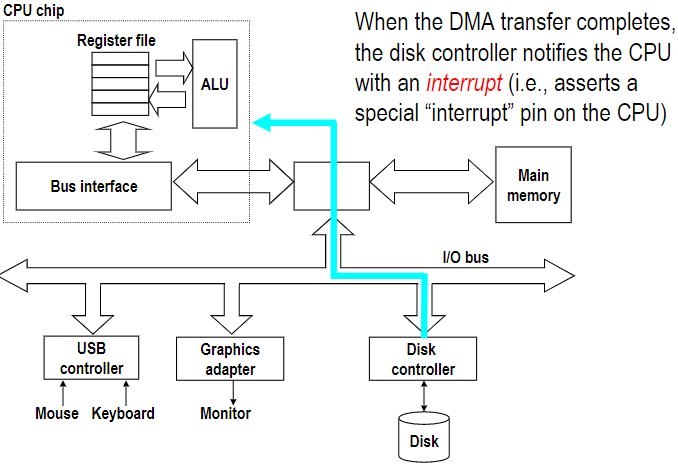 CPU chip
Register file
ALU
When the DMA transfer completes,
the disk controller notifies the CPU
with an interrupt (i.e., asserts a
special “interrupt” pin on the CPU)
Bus interface
Main
memory
I/O bus
USB
controller
Graphics
adapter
Disk
controller
Mouse
Keyboard
Monitor
Disk